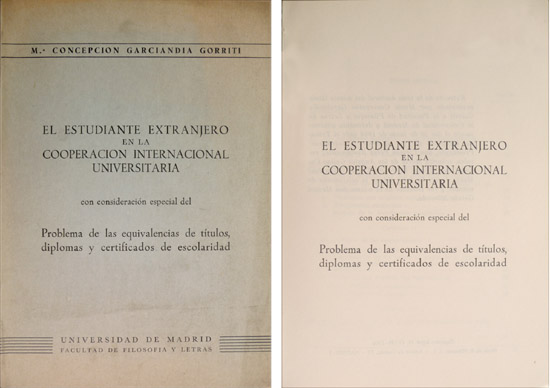 M.ª CONCEPCION GARCIANDIA GORRITI
EL ESTUDIANTE EXTRANJERO
EN LA
COOPERACION INTERNACIONAL
UNIVERSITARIA
con consideración especial del
Problema de las equivalencias de títulos,
diplomas y certificados de escolaridad
UNIVERSIDAD DE MADRID
FACULTAD DE FILOSOFIA Y LETRAS
EL ESTUDIANTE EXTRANJERO
EN LA
COOPERACION INTERNACIONAL
UNIVERSITARIA
con consideración especial del
Problema de las equivalencias de títulos,
diplomas y certificados de escolaridad